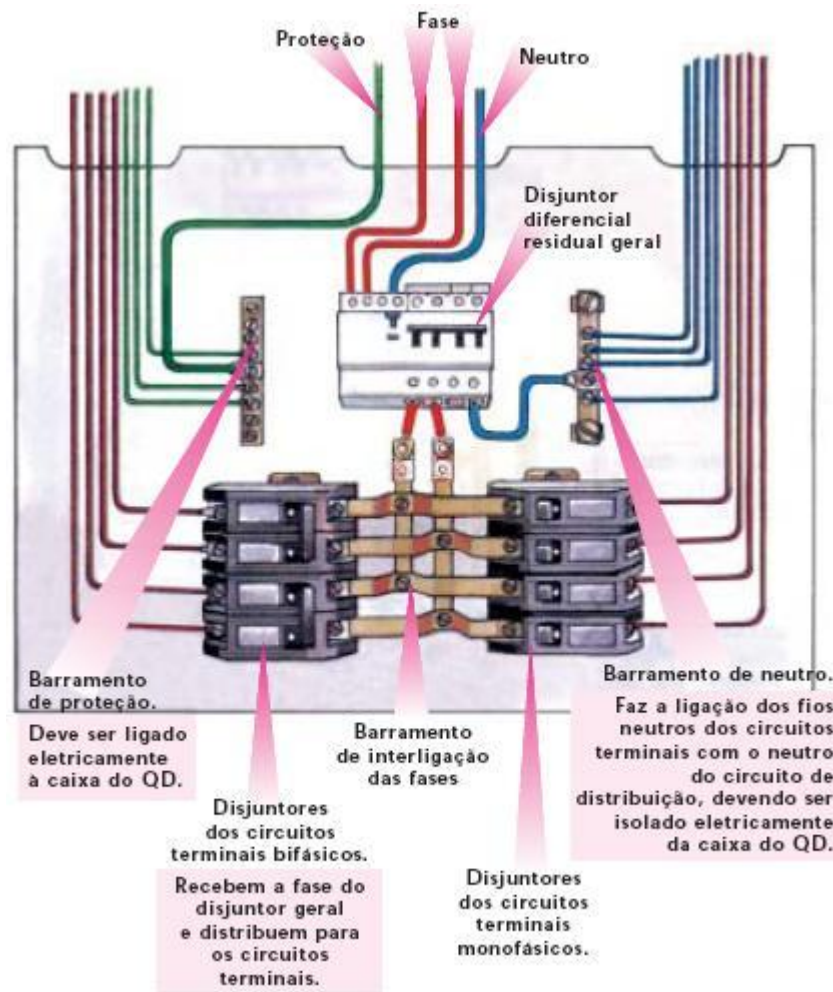 Proteção
Fase
Neutro
Disjuntor
diferencial
residual geral
Barramento
de proteção.
Deve ser ligado
eletricamente
à caixa do QD.
Barramento
de interligação
das fases
Barramento de neutro.
Faz a ligação dos fios
neutros dos circuitos
terminais com o neutro
do circuito de
distribuição, devendo ser
isolado eletricamente
da caixa do QD.
Disjuntores
dos circuitos
terminais bifásicos.
Recebem a fase do
disjuntor geral
e distribuem para
os circuitos
terminais.
Disjuntores
dos circuitos
terminais
monofásicos.